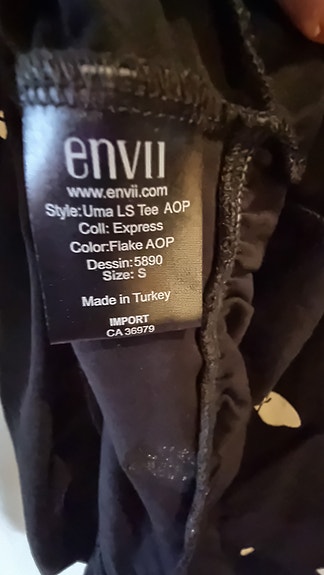 envii
www.envii.com
Style:Uma LS Tee AOP
Coll: Express
Color:Flake AOP
Dessin:5890
Size: S
Made in Turkey
IMPORT
CA 36979